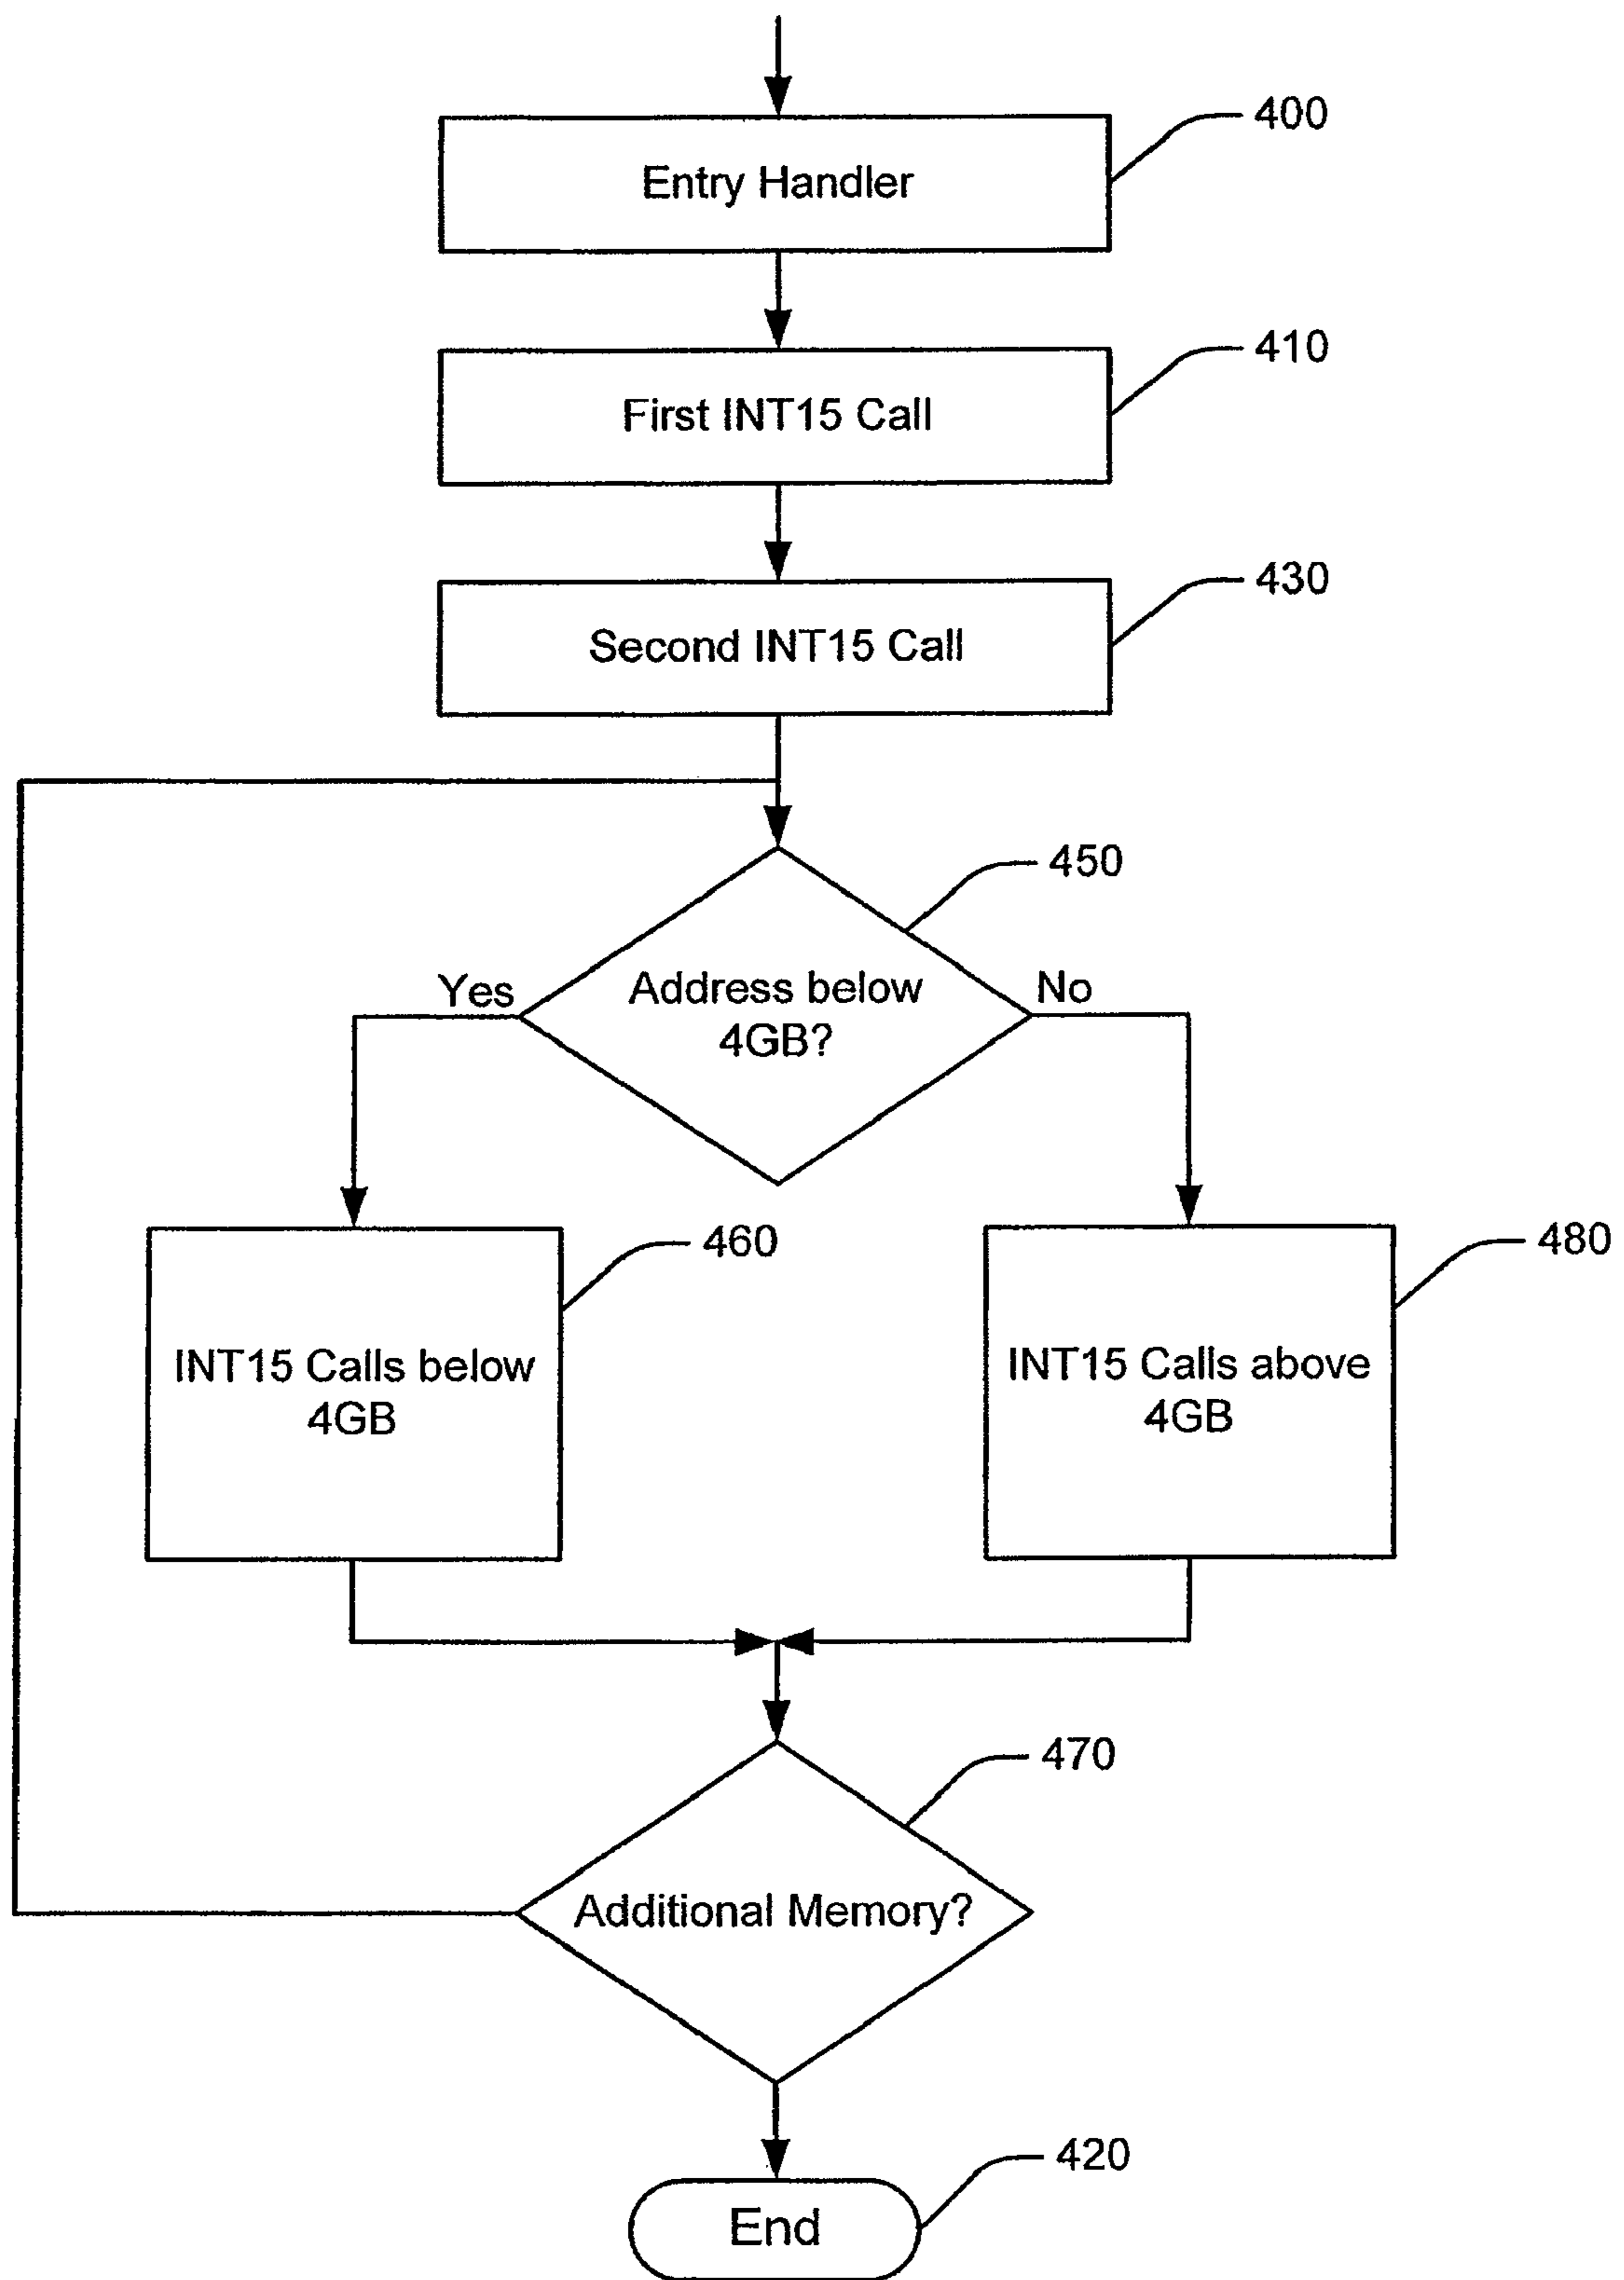 400
Entry Handler
410
First INT15 Call
430
Second INT15 Call
450
Yes
Address below
4GB?
No
460
INT15 Calls below
4GB
480
INT15 Calls above
4GB
470
Additional Memory?
420
End